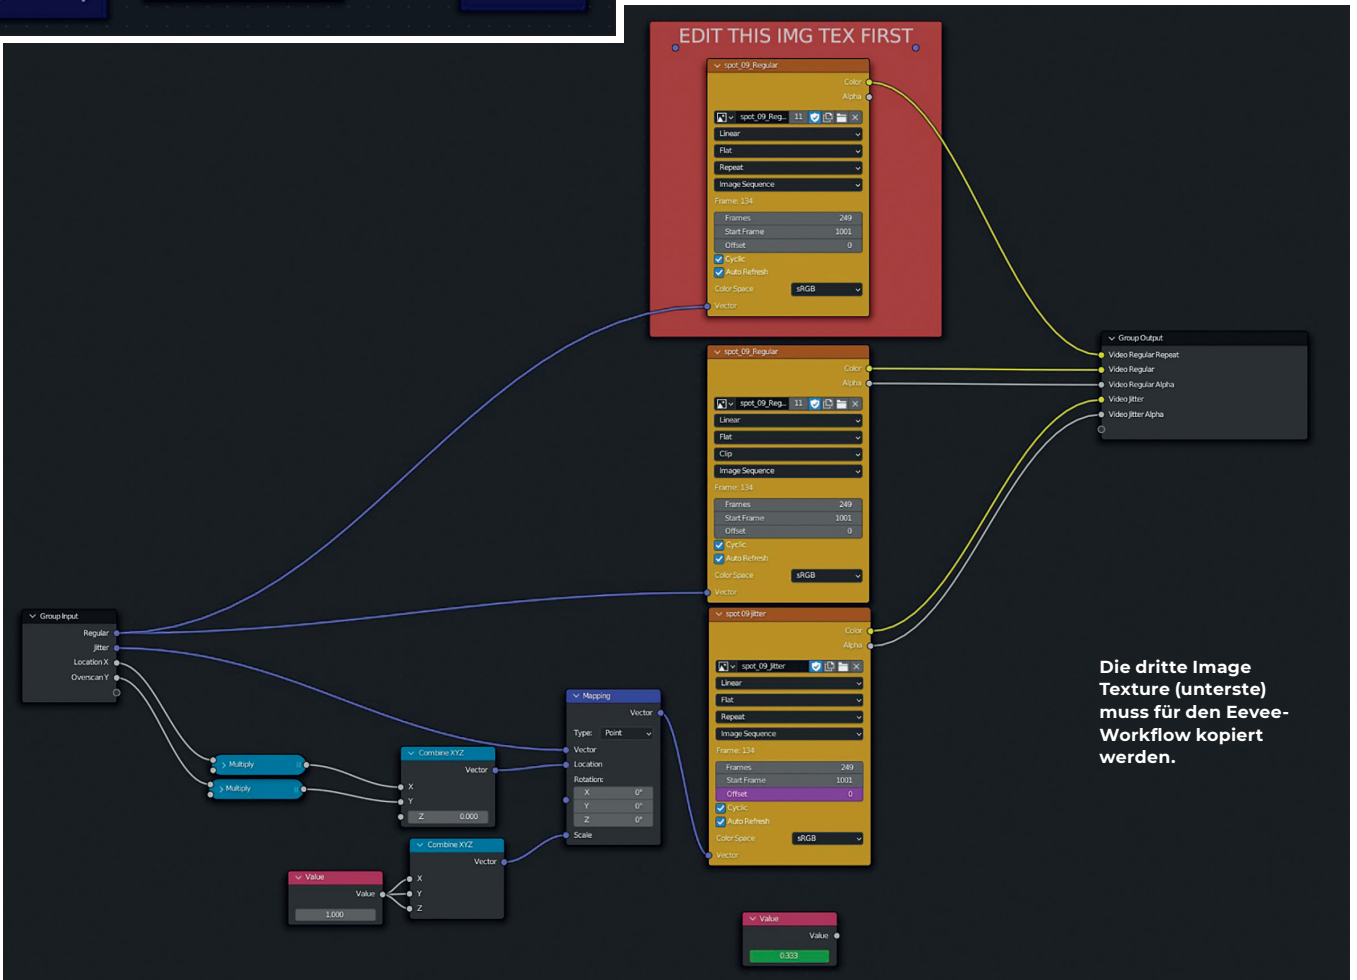 EDIT THIS IMG TEX FIRST
spot_09_Regular
Color
Alpha
spot_09_Reg... 11
Linear
Flat
Repeat
Image Sequence
Frame: 134
Frames 249
Start Frame 1001
Offset 0
Cyclic
Auto Refresh
Color Space sRGB
Vector
spot_09_Regular
Color
Alpha
spot_09_Reg... 11
Linear
Flat
Clip
Image Sequence
Frame: 134
Frames 249
Start Frame 1001
Offset 0
Cyclic
Auto Refresh
Color Space sRGB
Vector
Group Output
Video Regular Repeat
Video Regular
Video Regular Alpha
Video Jitter
Video Jitter Alpha
Group Input
Regular
Jitter
Location X
Overscan Y
Multiply
Multiply
Combine XYZ
Vector
X
Y
Z 0.000
Combine XYZ
Vector
X
Y
Z
Value
Value
1.000
Mapping
Vector
Type: Point
Vector
Location
Rotation:
X 0°
Y 0°
Z 0°
Scale
spot 09 jitter
Color
Alpha
spot_09_Jitter
Linear
Flat
Repeat
Image Sequence
Frame: 134
Frames 249
Start Frame 1001
Offset 0
Cyclic
Auto Refresh
Color Space sRGB
Vector
Value
Value
0.333
Die dritte Image
Texture (unterste)
muss für den Eevee-
Workflow kopiert
werden.